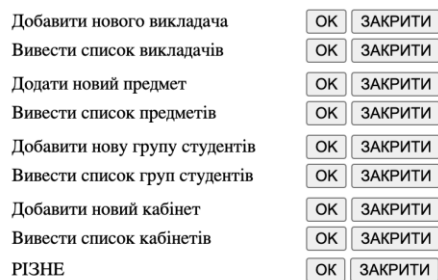 Добавити нового викладача OK ЗАКРИТИ
Вивести список викладачів OK ЗАКРИТИ
Додати новий предмет OK ЗАКРИТИ
Вивести список предметів OK ЗАКРИТИ
Добавити нову групу студентів OK ЗАКРИТИ
Вивести список груп студентів OK ЗАКРИТИ
Добавити новий кабінет OK ЗАКРИТИ
Вивести список кабінетів OK ЗАКРИТИ
РІЗНЕ OK ЗАКРИТИ